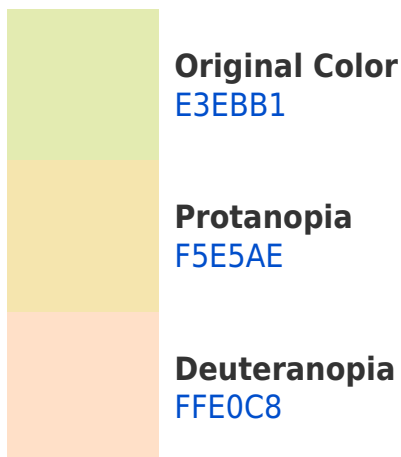 Original Color
E3EBB1
Protanopia
F5E5AE
Deuteranopia
FFE0C8